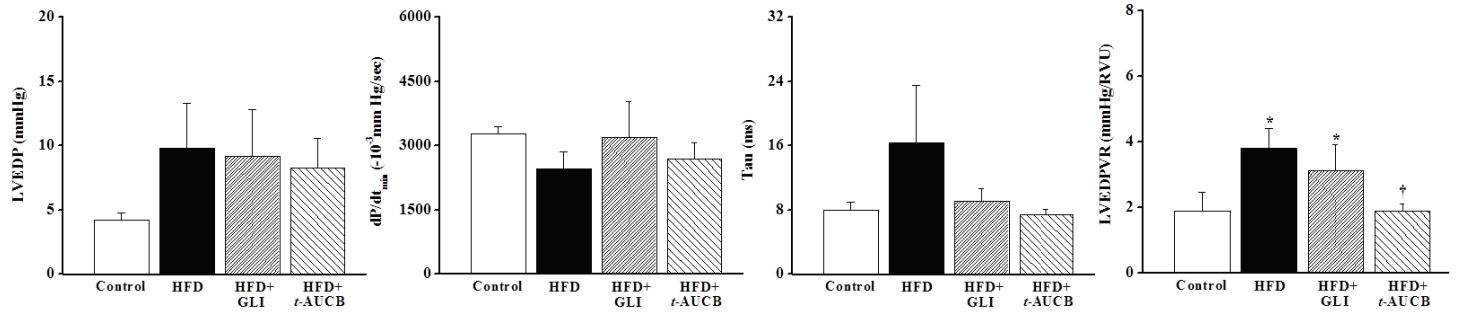 LVEDP (mmHg)
20
15
10
5
0
Control
HFD
HFD+
GLI
HFD+
t-AUCB
dP/dtmin (-10-3mm Hg/sec)
6000
4500
3000
1500
0
Control
HFD
HFD+
GLI
HFD+
t-AUCB
Tau (ms)
32
24
16
8
0
Control
HFD
HFD+
GLI
HFD+
t-AUCB
LVEDPVR (mmHg/RVU)
8
6
4
2
0
*
*
†
Control
HFD
HFD+
GLI
HFD+
t-AUCB